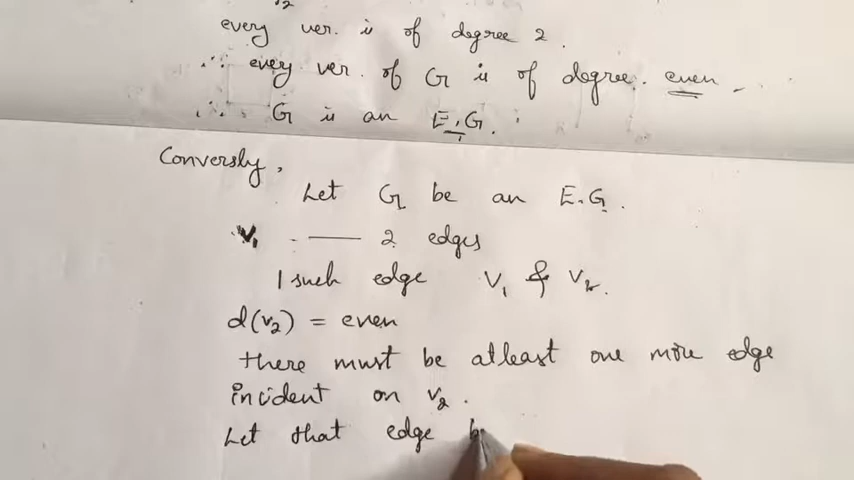 every ver. is of degree 2.
∴ every ver. of G is of degree. even.
∴ G is an E.G.
Conversly,
Let G be an E.G.
v₁ — 2 edges
1 such edge V₁ & V₂.
d(v₂) = even
there must be atleast one more edge
incident on v₂.
Let that edge b